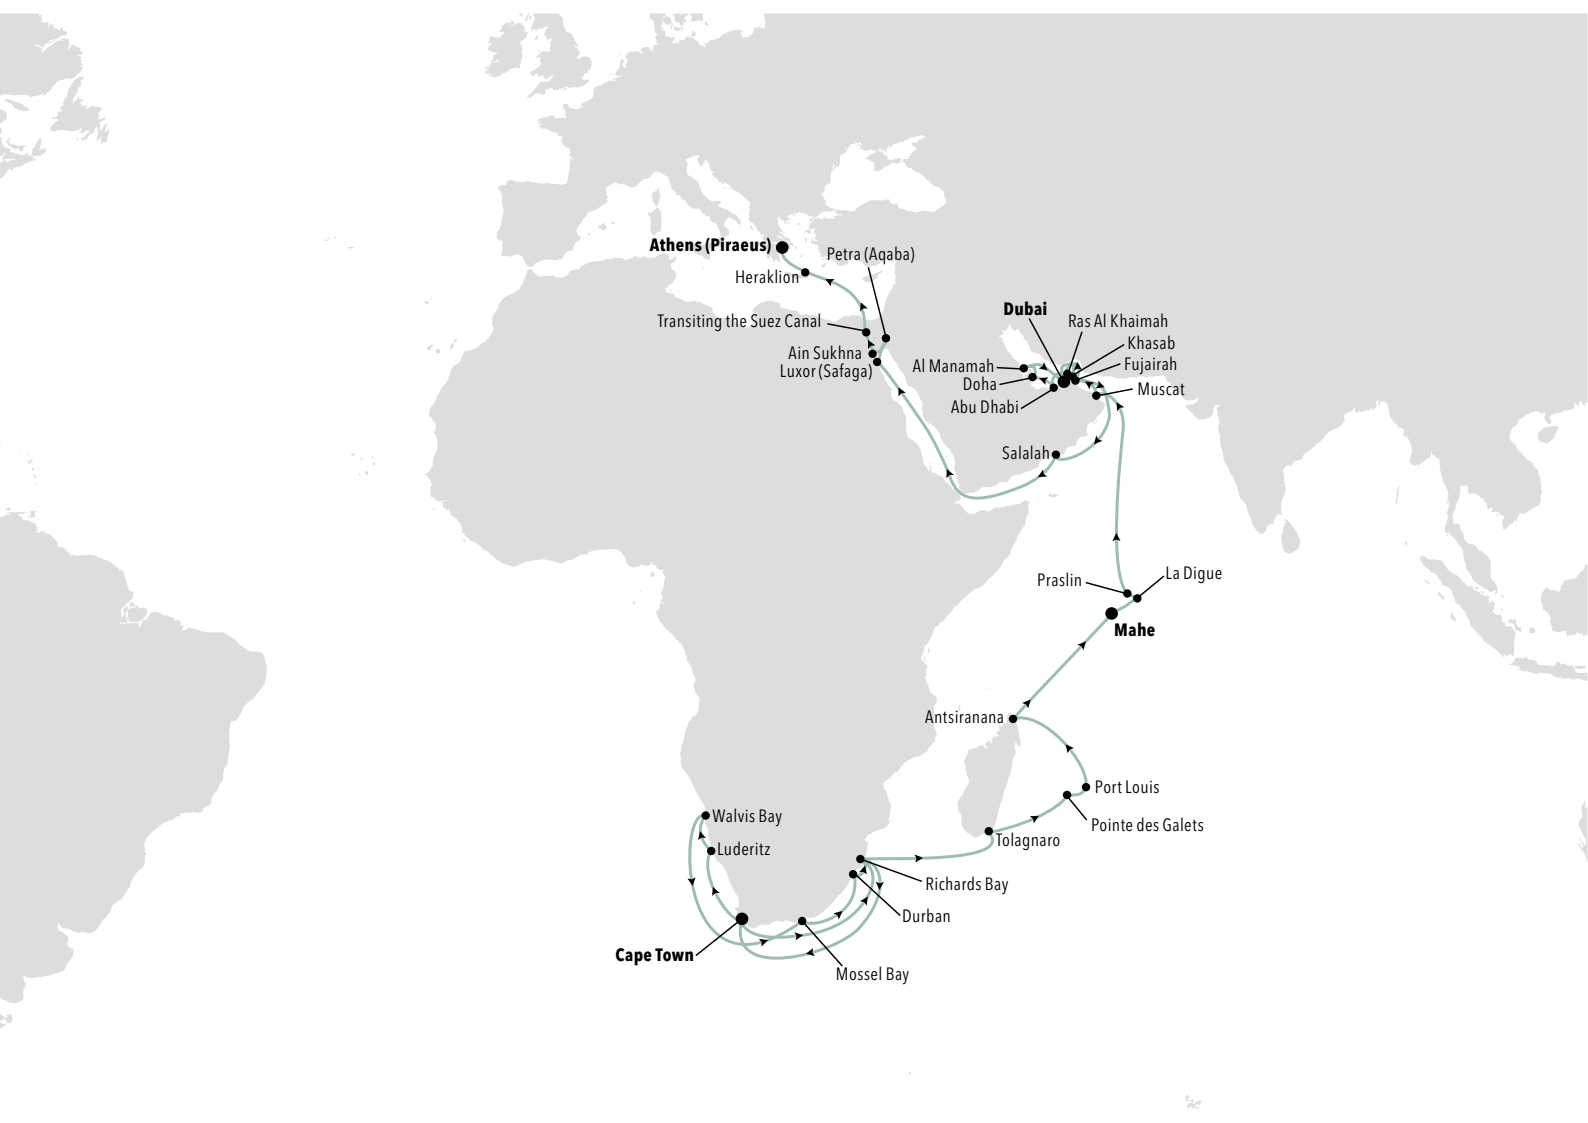 Athens (Piraeus)
Petra (Aqaba)
Heraklion
Dubai
Transiting the Suez Canal
Ras Al Khaimah
Khasab
Ain Sukhna
Fujairah
Al Manamah
Luxor (Safaga)
Doha
Muscat
Abu Dhabi
Salalah
La Digue
Praslin
Mahe
Antsiranana
Port Louis
Walvis Bay
Pointe des Galets
Tolagnaro
Luderitz
Richards Bay
Durban
Cape Town
Mossel Bay